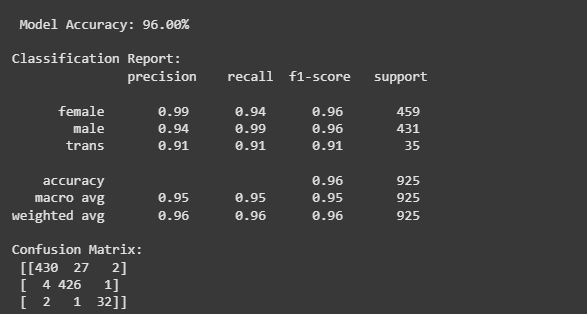 Model Accuracy: 96.00%
Classification Report:
precision recall f1-score support
female 0.99 0.94 0.96 459
male 0.94 0.99 0.96 431
trans 0.91 0.91 0.91 35
accuracy 0.96 925
macro avg 0.95 0.95 0.95 925
weighted avg 0.96 0.96 0.96 925
Confusion Matrix:
[[430 27 2]
[ 4 426 1]
[ 2 1 32]]